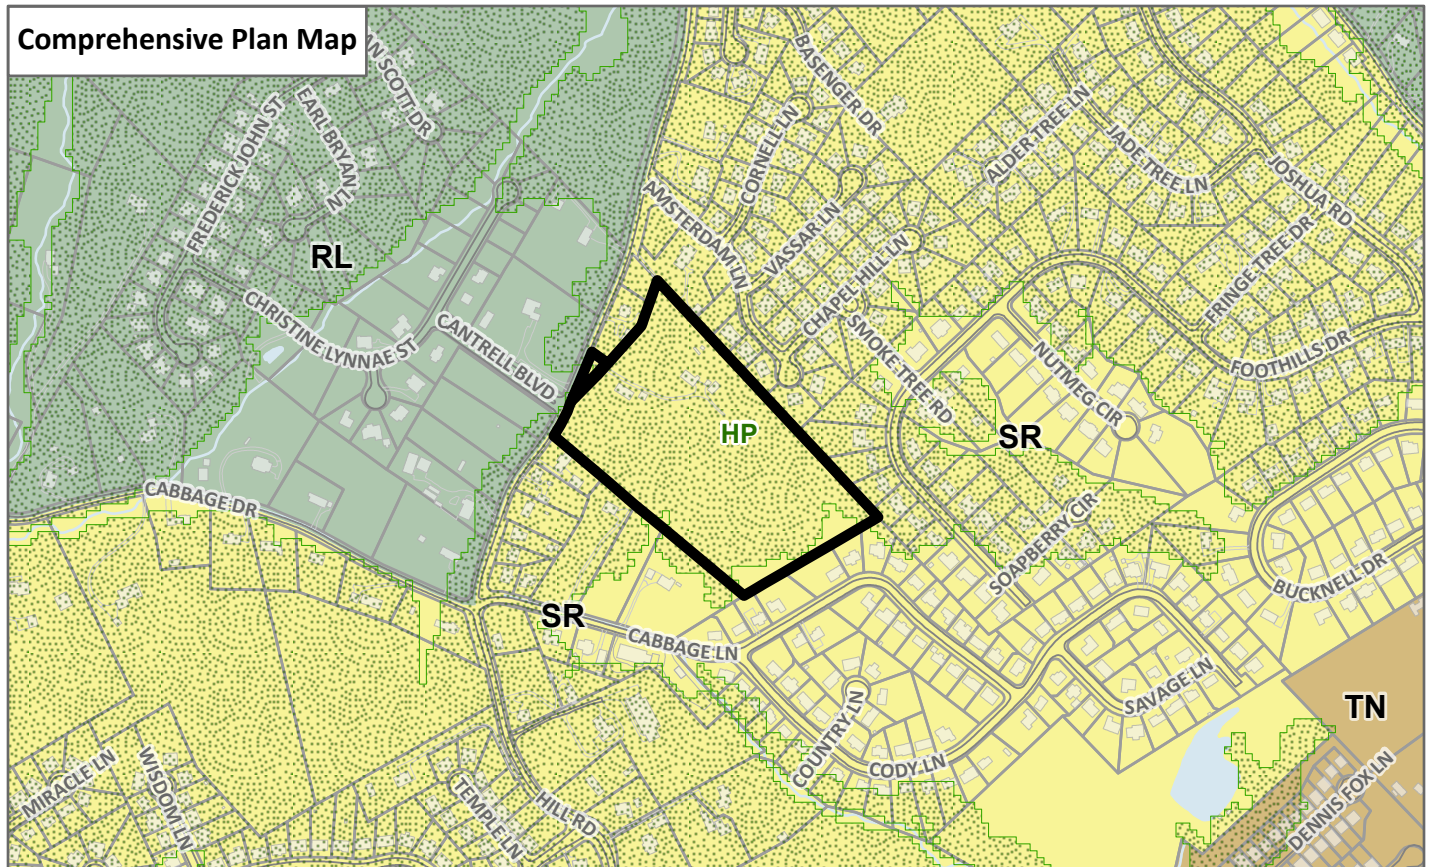 Comprehensive Plan Map
AN SCOTT DR
EARL BRYAN LN
FREDERICK JOHN ST
RL
CHRISTINE LYNNAE ST
CANTRELL BLVD
CABBAGE DR
BASENGER DR
CORNELL LN
AMSTERDAM LN
VASSAR LN
CHAPEL HILL LN
ALDER TREE LN
JADE TREE LN
JOSHUA RD
FRINGE TREE DR
FOOTHILLS DR
SMOKE TREE RD
NUTMEG CIR
HP
SR
SOAPBERRY CIR
BUCKNELL DR
SR
CABBAGE LN
SAVAGE LN
TN
COUNTRY LN
CODY LN
DENNIS FOX LN
MIRACLE LN
WISDOM LN
TEMPLE LN
HILL RD